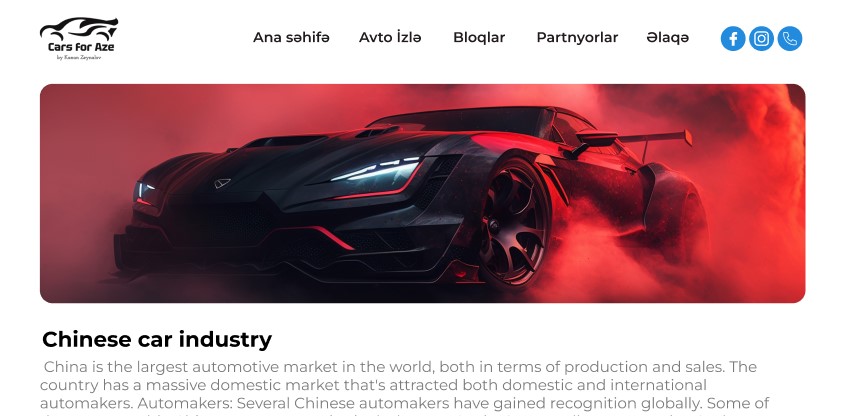 Cars For Aze
by Kənan Zeynalov
Ana səhifə
Avto İzlə
Bloqlar
Partnyorlar
Əlaqə
Chinese car industry
China is the largest automotive market in the world, both in terms of production and sales. The
country has a massive domestic market that's attracted both domestic and international
automakers. Automakers: Several Chinese automakers have gained recognition globally. Some of